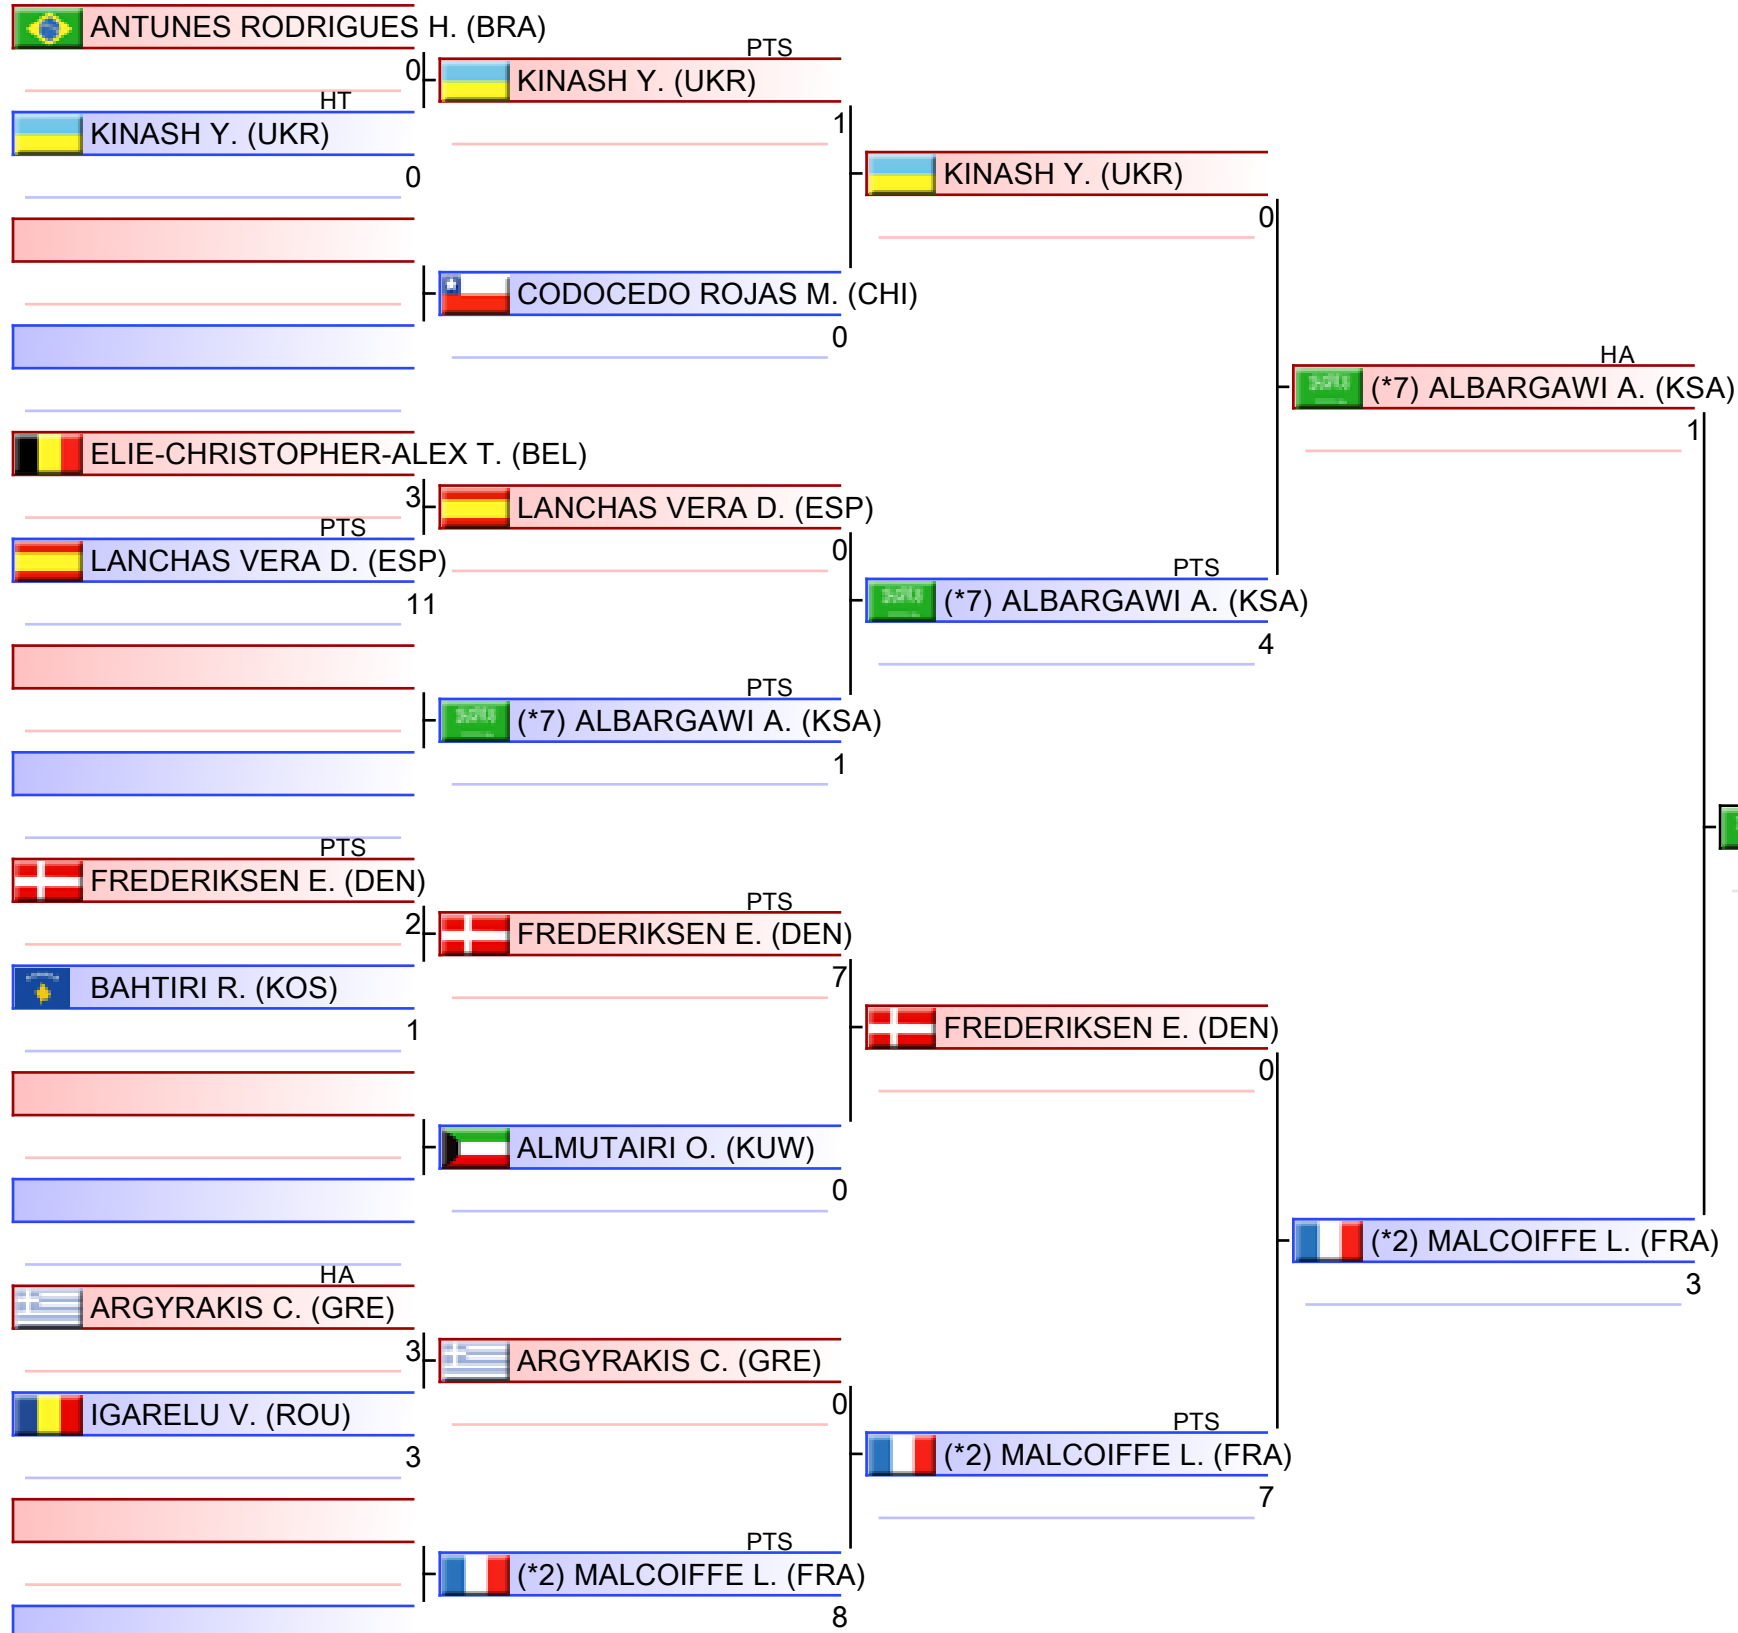 ANTUNES RODRIGUES H. (BRA)
0
HT
KINASH Y. (UKR)
0
ELIE-CHRISTOPHER-ALEX T. (BEL)
3
PTS
LANCHAS VERA D. (ESP)
11
PTS
FREDERIKSEN E. (DEN)
2
BAHTIRI R. (KOS)
1
HA
ARGYRAKIS C. (GRE)
3
IGARELU V. (ROU)
3
PTS
KINASH Y. (UKR)
1
CODOCEDO ROJAS M. (CHI)
0
LANCHAS VERA D. (ESP)
0
PTS
(*7) ALBARGAWI A. (KSA)
1
PTS
FREDERIKSEN E. (DEN)
7
ALMUTAIRI O. (KUW)
0
ARGYRAKIS C. (GRE)
0
PTS
(*2) MALCOIFFE L. (FRA)
8
KINASH Y. (UKR)
0
PTS
(*7) ALBARGAWI A. (KSA)
4
FREDERIKSEN E. (DEN)
0
PTS
(*2) MALCOIFFE L. (FRA)
7
HA
(*7) ALBARGAWI A. (KSA)
1
(*2) MALCOIFFE L. (FRA)
3